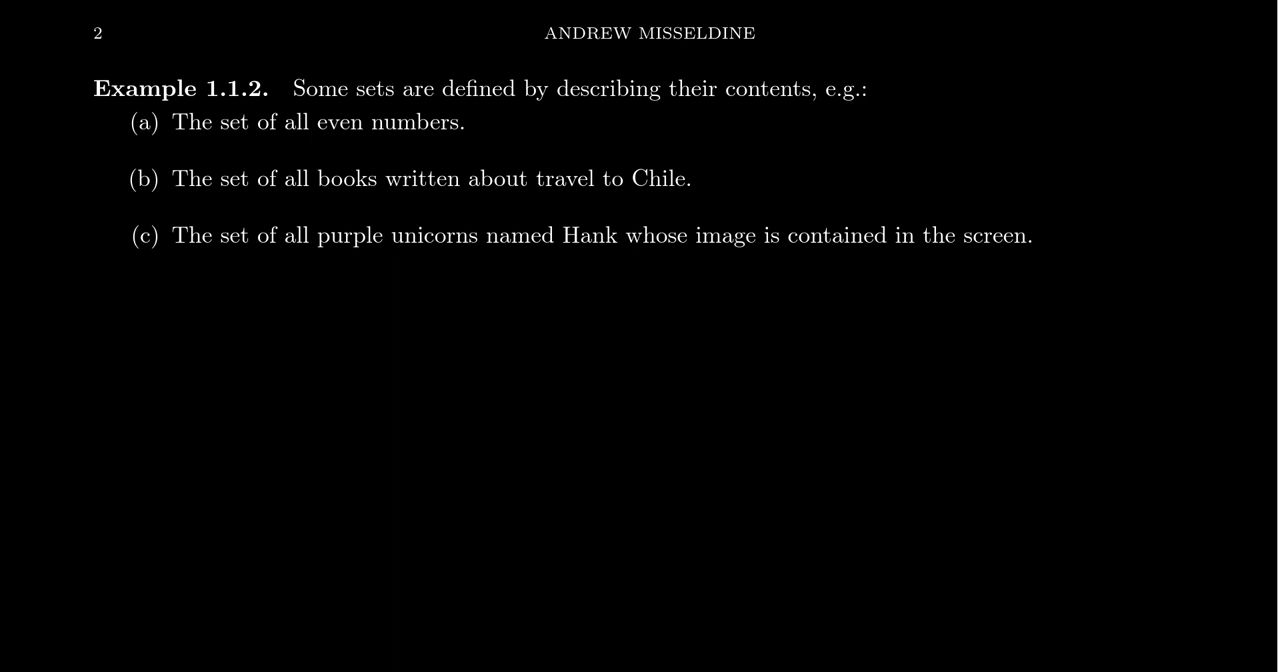 2 ANDREW MISSELDINE
Example 1.1.2. Some sets are defined by describing their contents, e.g.:
(a) The set of all even numbers.
(b) The set of all books written about travel to Chile.
(c) The set of all purple unicorns named Hank whose image is contained in the screen.